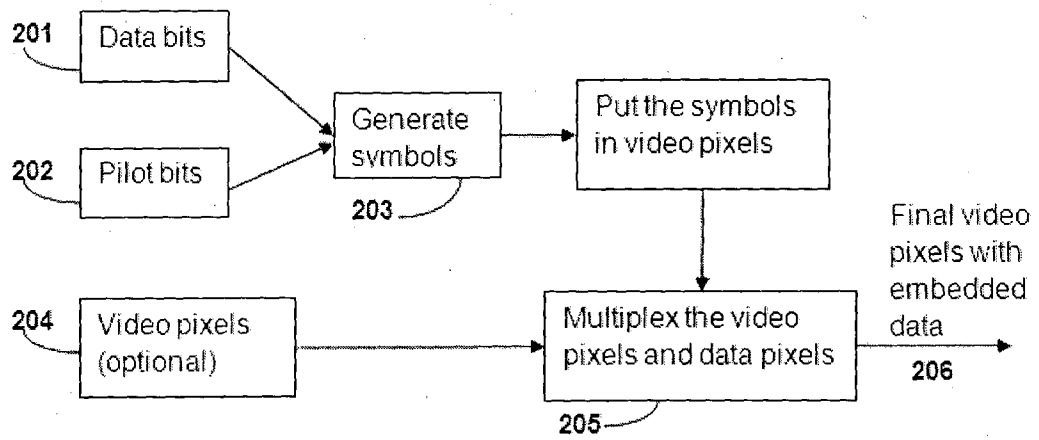 201
Data bits
202
Pilot bits
Generate
symbols
203
Put the symbols
in video pixels
204
Video pixels
(optional)
Multiplex the video
pixels and data pixels
205
Final video
pixels with
embedded
data
206